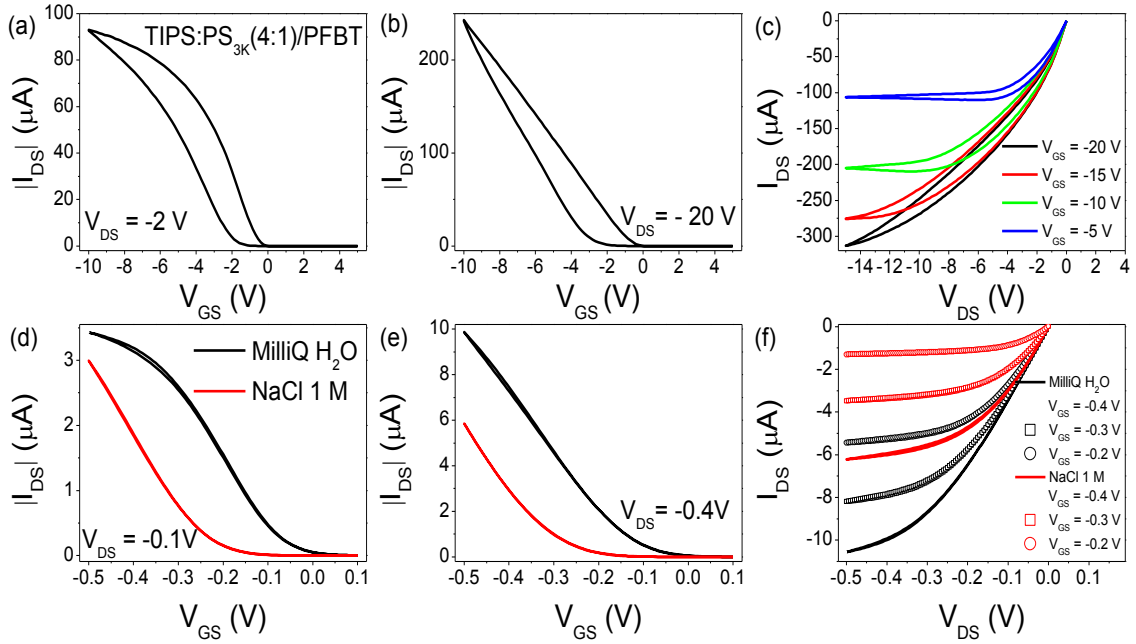 (a)
TIPS:PS3K(4:1)/PFBT
100
80
60
40
20
0
|IDS| (μA)
VDS= -2 V
-10 -8 -6 -4 -2 0 2 4
VGS (V)
(b)
200
150
100
50
0
|IDS| (μA)
VDS= - 20 V
-10 -8 -6 -4 -2 0 2 4
VGS (V)
(c)
0
-50
-100
-150
-200
-250
-300
IDS (μA)
VGS = -20 V
VGS = -15 V
VGS = -10 V
VGS = -5 V
-14 -12 -10 -8 -6 -4 -2 0 2 4
VDS (V)
(d)
MilliQ H2O
NaCl 1 M
3
2
1
0
|IDS| (μA)
VDS = -0.1V
-0.5 -0.4 -0.3 -0.2 -0.1 0.0 0.1
VGS (V)
(e)
10
8
6
4
2
0
|IDS| (μA)
VDS= -0.4V
-0.5 -0.4 -0.3 -0.2 -0.1 0.0 0.1
VGS (V)
(f)
0
-2
-4
-6
-8
-10
IDS (μA)
MilliQ H2O
VGS = -0.4 V
VGS = -0.3 V
VGS = -0.2 V
NaCl 1 M
VGS = -0.4 V
VGS = -0.3 V
VGS = -0.2 V
-0.5 -0.4 -0.3 -0.2 -0.1 0.0 0.1
VDS (V)